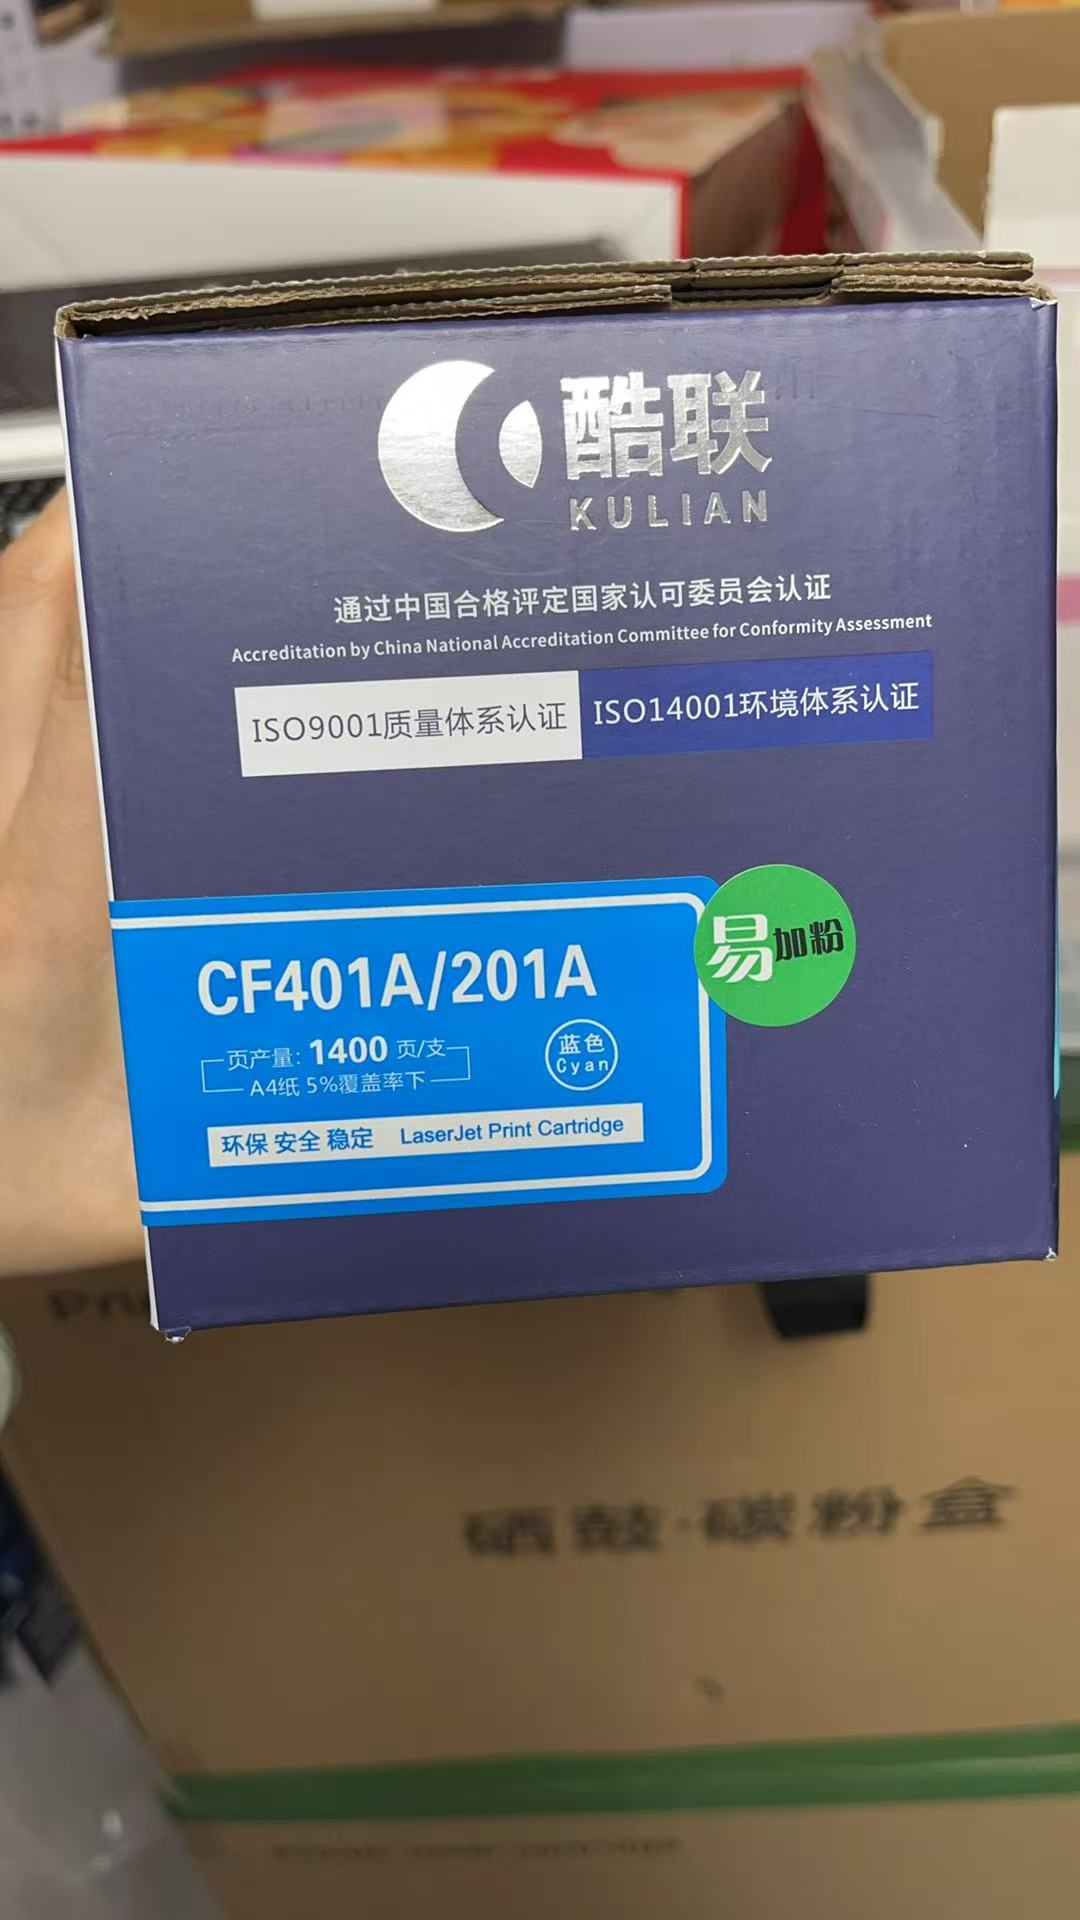 酷联
KULIAN
通过中国合格评定国家认可委员会认证
Accreditation by China National Accreditation Committee for Conformity Assessment
ISO9001质量体系认证
ISO14001环境体系认证
易加粉
CF401A/201A
页产量: 1400 页/支
A4纸 5%覆盖率下
蓝色
Cyan
环保 安全 稳定 LaserJet Print Cartridge
硒鼓·碳粉盒